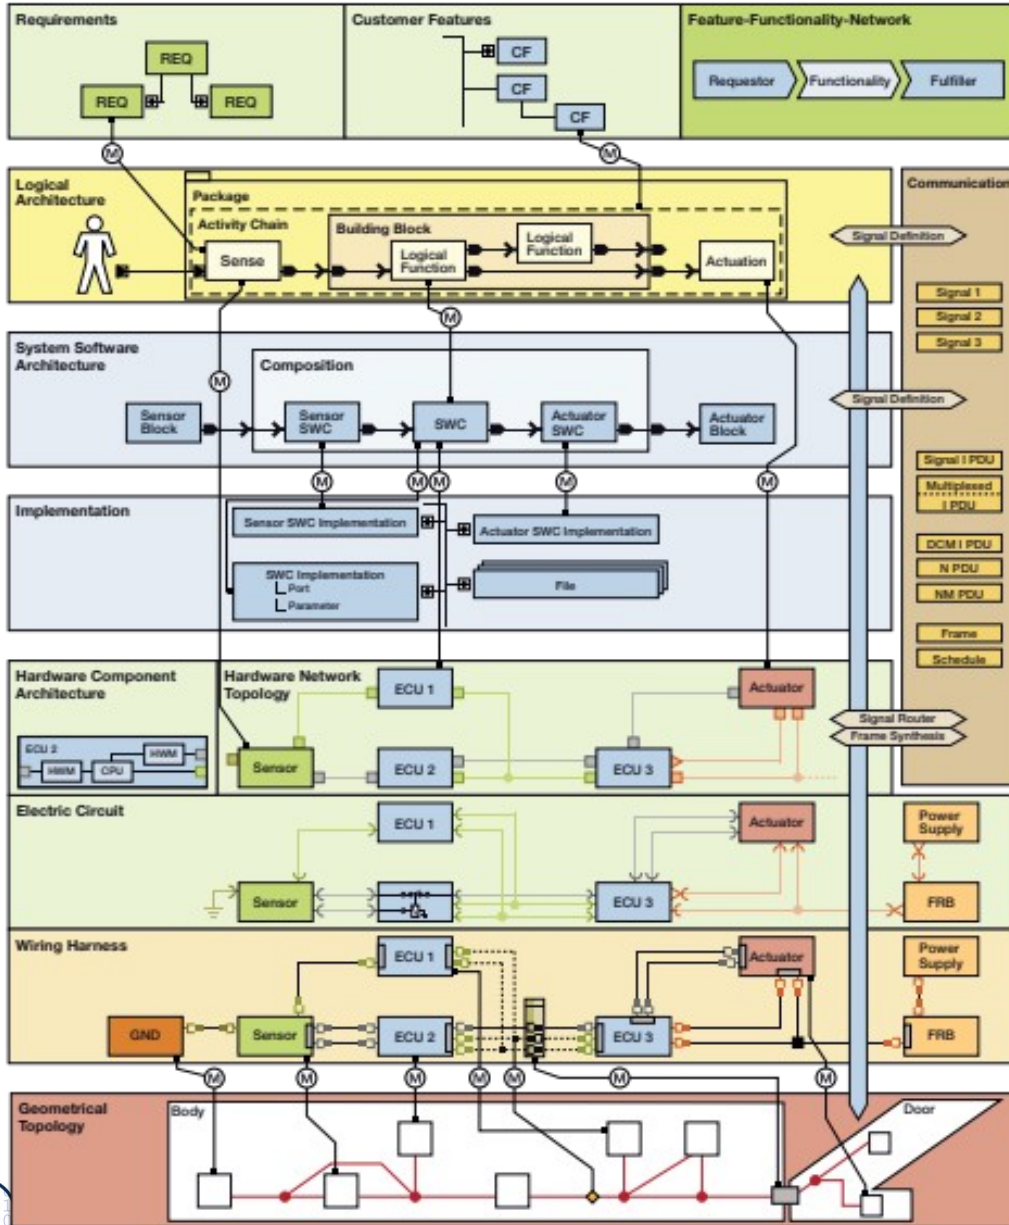 Requirements
REQ
REQ
REQ
M
Customer Features
CF
CF
CF
M
Feature-Functionality-Network
Requestor
Functionality
Fulfiller
Logical
Architecture
Package
Activity Chain
Building Block
Sense
Logical
Function
Logical
Function
Actuation
M
M
System Software
Architecture
Composition
Sensor
Block
Sensor
SWC
SWC
Actuator
SWC
Actuator
Block
M
M
M
M
M
Implementation
Sensor SWC Implementation
Actuator SWC Implementation
SWC Implementation
Port
Parameter
File
Communication
Signal Definition
Signal 1
Signal 2
Signal 3
Signal Definition
Signal I PDU
Multiplexed
I PDU
DCM I PDU
N PDU
NM PDU
Frame
Schedule
Signal Router
Frame Synthesis
Hardware Component
Architecture
ECU 2
HWM
CPU
HWM
Hardware Network
Topology
ECU 1
Actuator
Sensor
ECU 2
ECU 3
Electric Circuit
ECU 1
Actuator
Power
Supply
Sensor
ECU 3
FRB
Wiring Harness
ECU 1
Actuator
Power
Supply
GND
Sensor
ECU 2
ECU 3
FRB
M
M
M
M
M
M
M
Geometrical
Topology
Body
Door